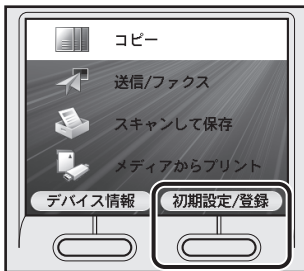 コピー
送信/ファクス
スキャンして保存
メディアからプリント
デバイス情報
初期設定/登録